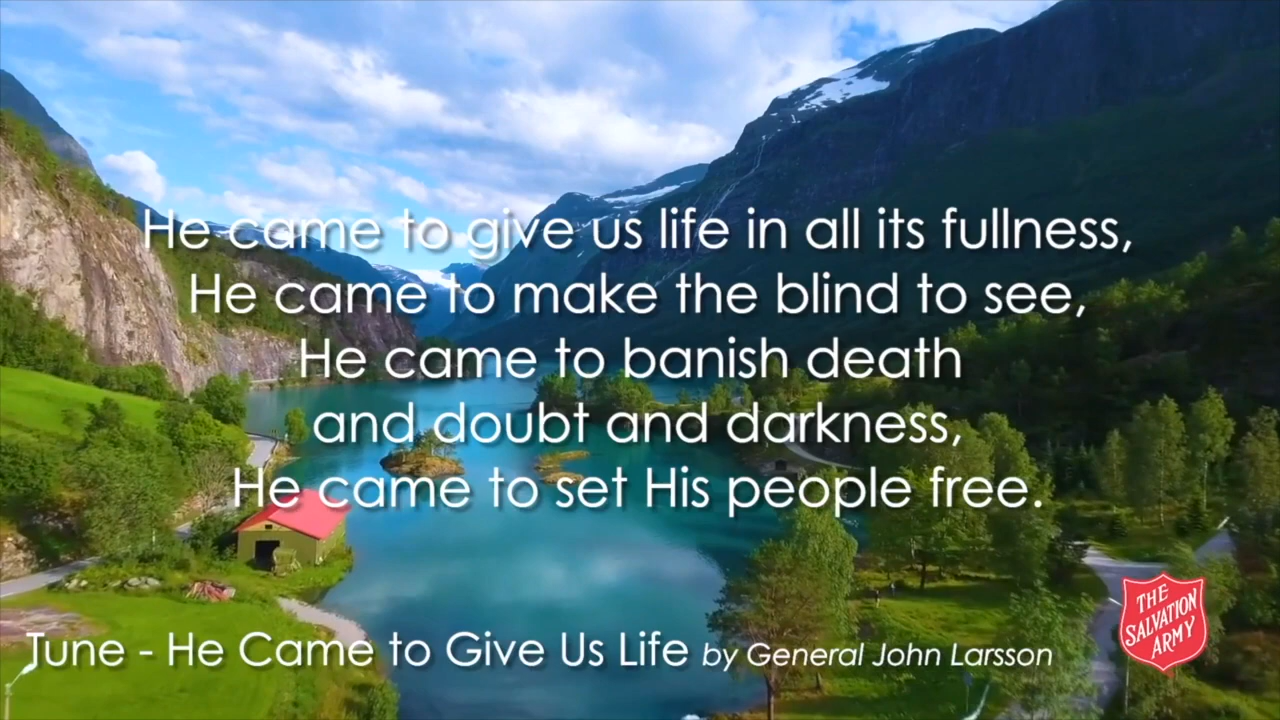 He came to give us life in all its fullness,
He came to make the blind to see,
He came to banish death
and doubt and darkness,
He came to set His people free.
Tune - He Came to Give Us Life by General John Larsson
THE
SALVATION
ARMY